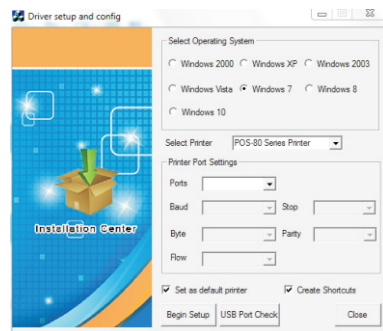 Driver setup and config
Select Operating System
Windows 2000 Windows XP Windows 2003
Windows Vista Windows 7 Windows 8
Windows 10
Select Printer POS-80 Series Printer
Printer Port Settings
Ports
Baud Stop
Byte Parity
Flow
Installation Center
Set as default printer Create Shortcuts
Begin Setup USB Port Check Close